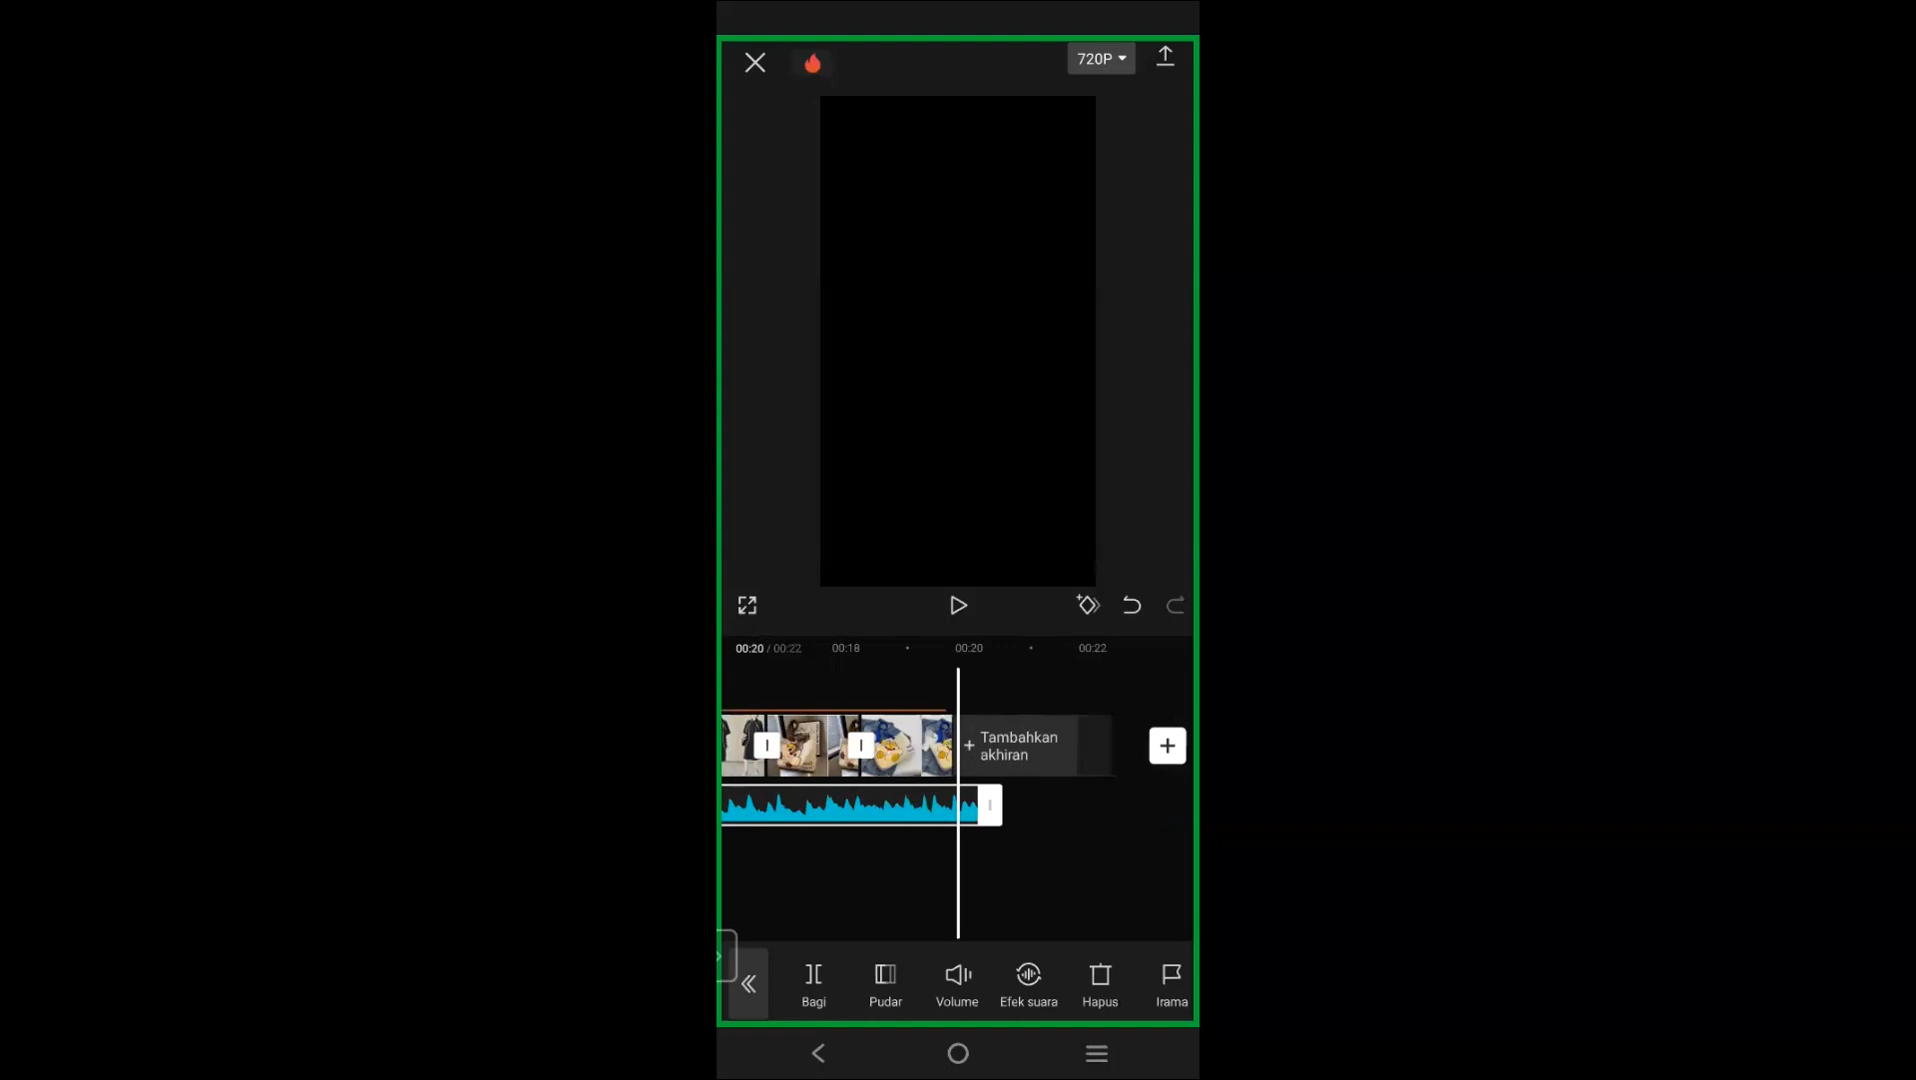 720P
00:20 / 00:22 00:18 00:20 00:22
Tambahkan
akhiran
Bagi Pudar Volume Efek suara Hapus Irama